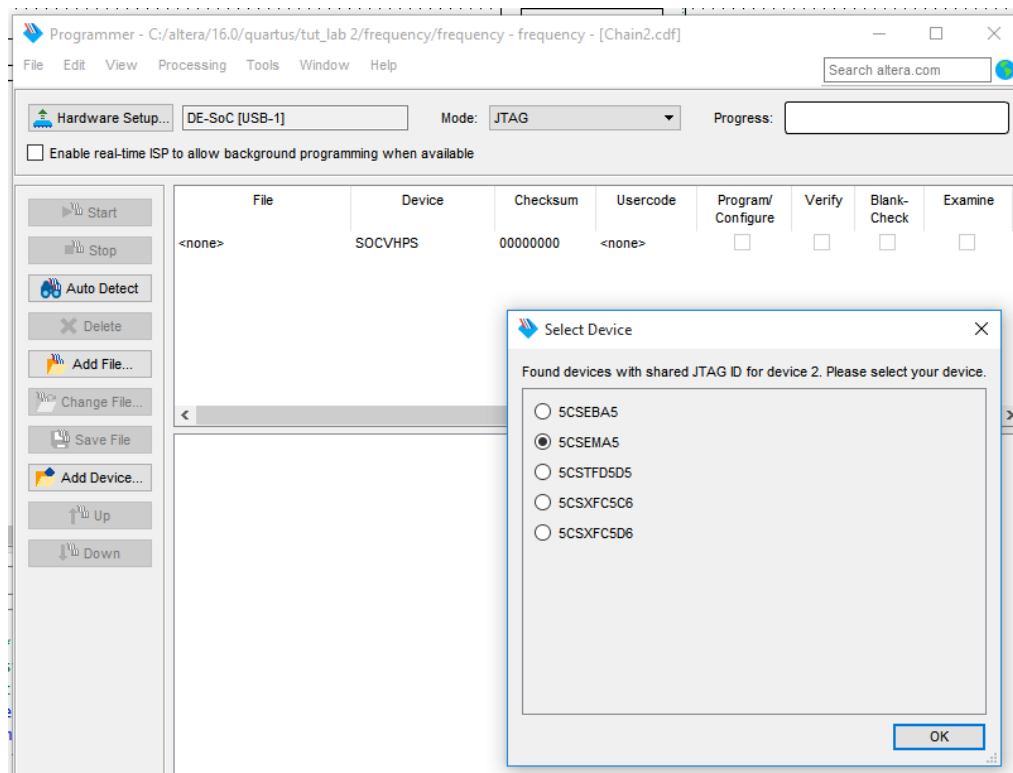 Programmer - C:/altera/16.0/quartus/tut_lab 2/frequency/frequency - frequency - [Chain2.cdf]
File Edit View Processing Tools Window Help
Search altera.com
Hardware Setup... DE-SoC [USB-1] Mode: JTAG Progress:
Enable real-time ISP to allow background programming when available
File Device Checksum Usercode Program/ Verify Blank- Examine
Configure Check
<none> SOCVHPS 00000000 <none>
Start
Stop
Auto Detect
Delete
Add File...
Change File...
Save File
Add Device...
Up
Down
Select Device
Found devices with shared JTAG ID for device 2. Please select your device.
5CSEBA5
5CSEMA5
5CSTFD5D5
5CSXFC5C6
5CSXFC5D6
OK